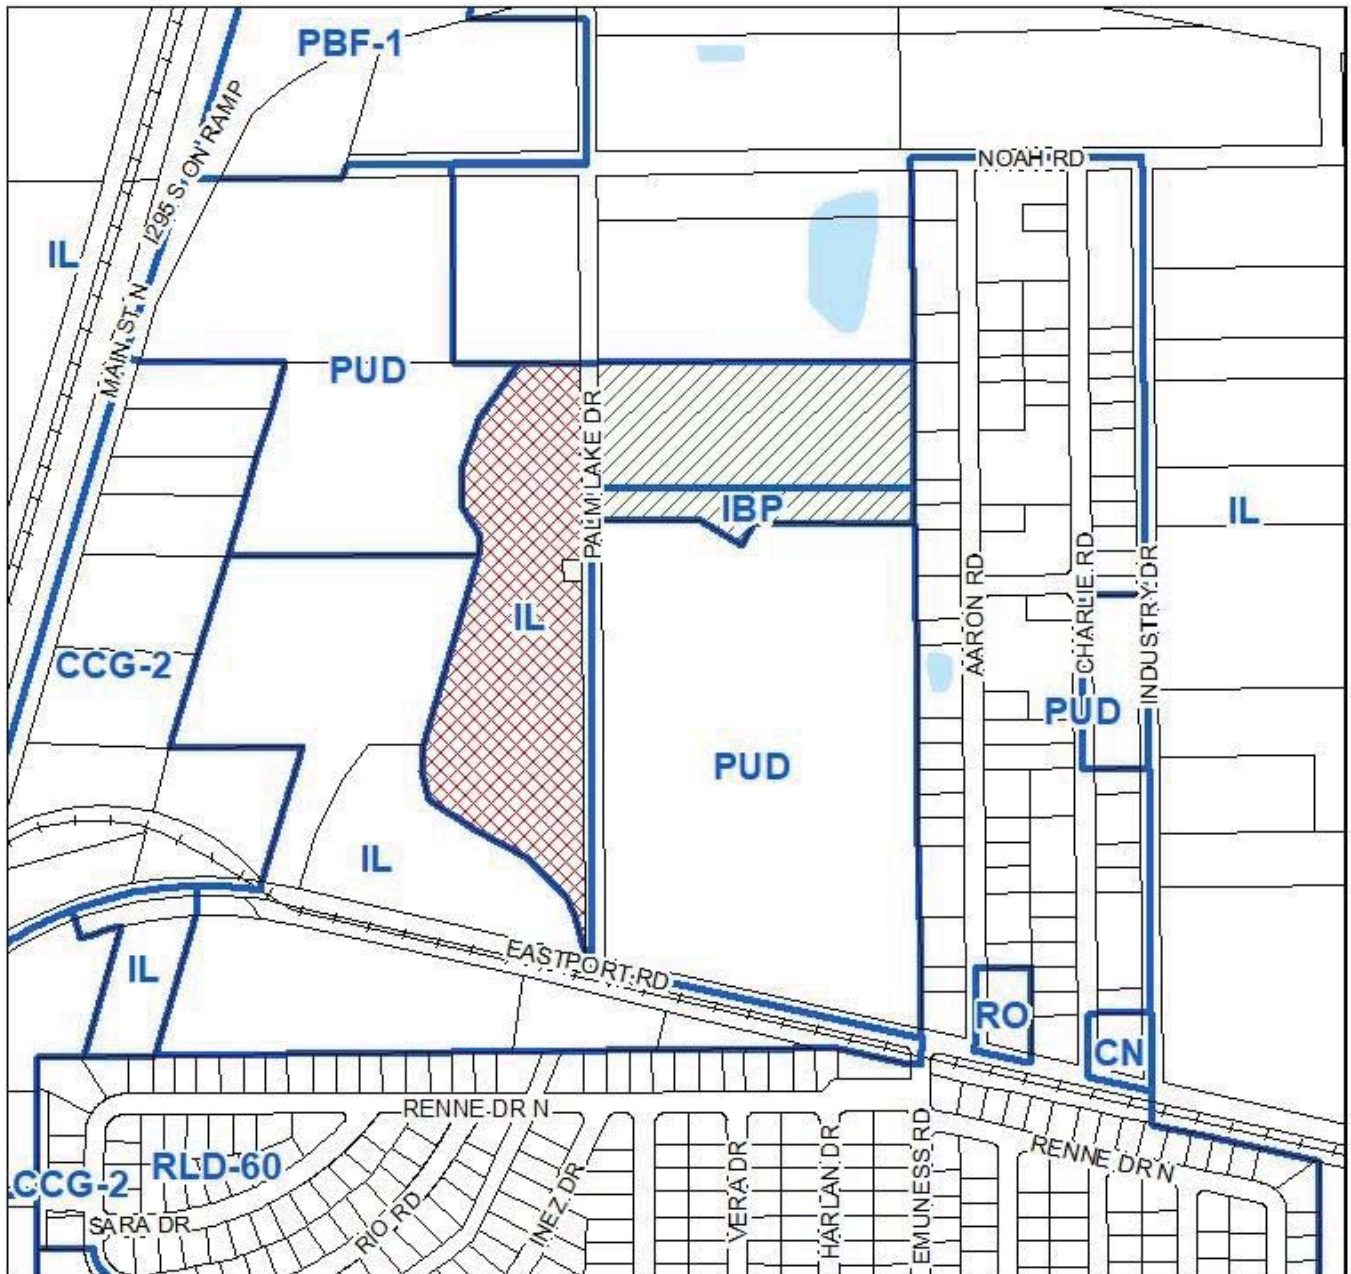 PBF-1
I295 S ON RAMP
NOAH RD
IL
MAIN ST N
PUD
PALM LAKE DR
IBP
IL
AARON RD
CHARLIE RD
INDUSTRY DR
IL
CCG-2
PUD
PUD
IL
EASTPORT RD
IL
RO
CN
RENNE DR N
RENNE DR N
RLD-60
CCG-2
SARA DR
RIO RD
INEZ DR
VERA DR
HARLAN DR
EMUNESS RD